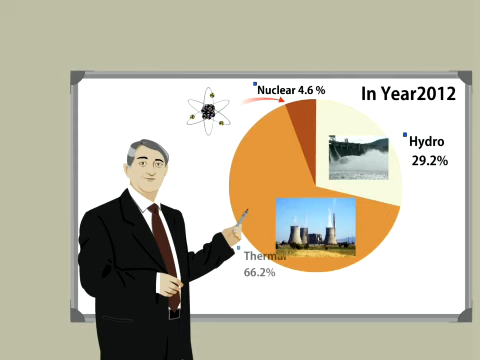 Nuclear 4.6 %
In Year2012
Hydro
29.2%
Thermal
66.2%